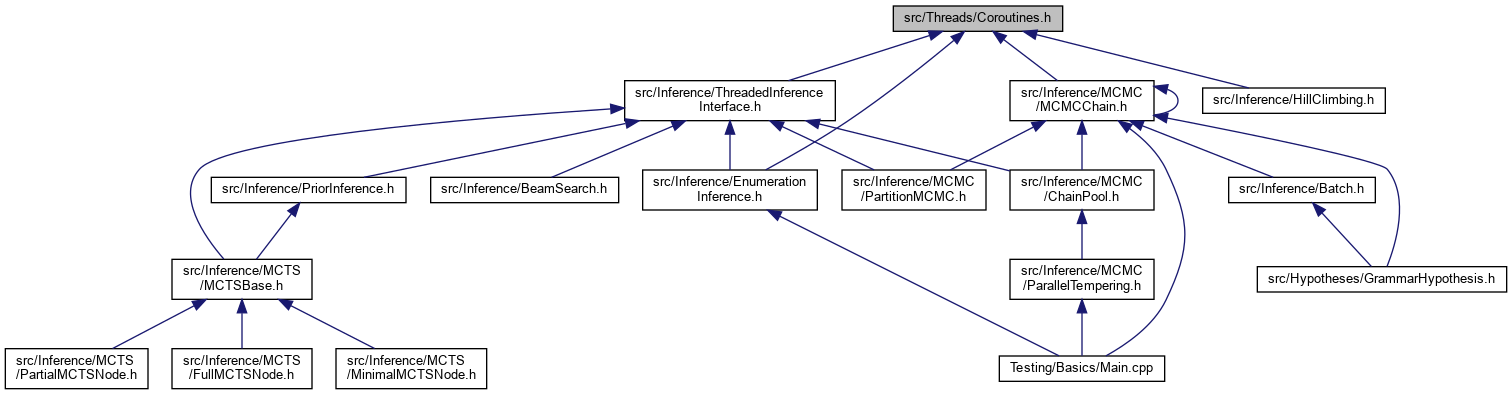 src/Threads/Coroutines.h
src/Inference/ThreadedInference
Interface.h
src/Inference/MCMC
/MCMCChain.h
src/Inference/HillClimbing.h
src/Inference/PriorInference.h
src/Inference/BeamSearch.h
src/Inference/Enumeration
Inference.h
src/Inference/MCMC
/PartitionMCMC.h
src/Inference/MCMC
/ChainPool.h
src/Inference/Batch.h
src/Inference/MCTS
/MCTSBase.h
src/Inference/MCMC
/ParallelTempering.h
src/Hypotheses/GrammarHypothesis.h
src/Inference/MCTS
/PartialMCTSNode.h
src/Inference/MCTS
/FullMCTSNode.h
src/Inference/MCTS
/MinimalMCTSNode.h
Testing/Basics/Main.cpp